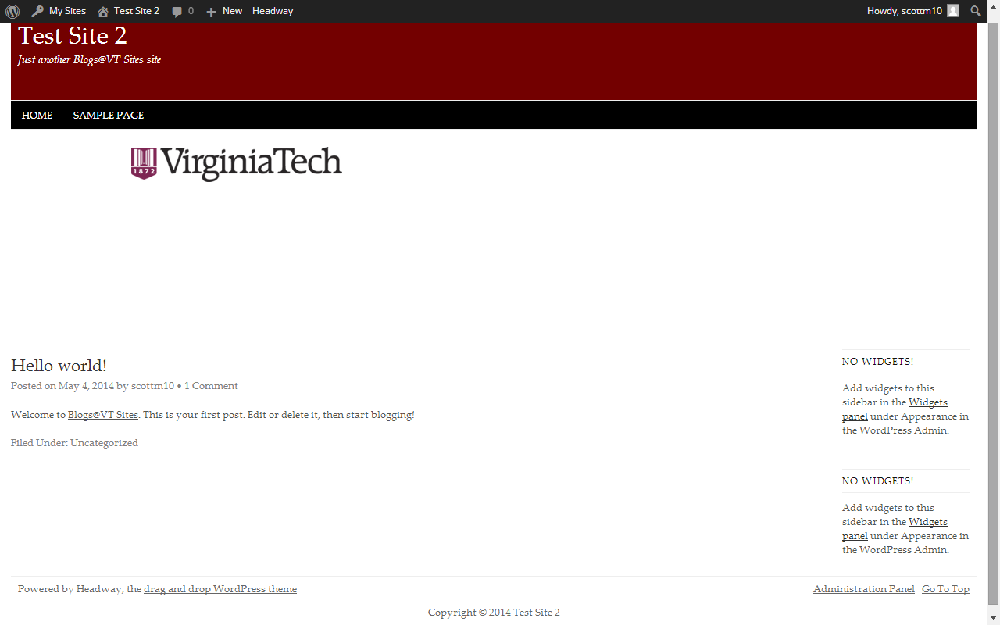 My Sites Test Site 2 0 New Headway Howdy, scottm10
Test Site 2
Just another Blogs@VT Sites site
HOME SAMPLE PAGE
1872 VirginiaTech
Hello world!
Posted on May 4, 2014 by scottm10 • 1 Comment
Welcome to Blogs@VT Sites. This is your first post. Edit or delete it, then start blogging!
Filed Under: Uncategorized
NO WIDGETS!
Add widgets to this
sidebar in the Widgets
panel under Appearance in
the WordPress Admin.
NO WIDGETS!
Add widgets to this
sidebar in the Widgets
panel under Appearance in
the WordPress Admin.
Powered by Headway, the drag and drop WordPress theme
Administration Panel Go To Top
Copyright © 2014 Test Site 2